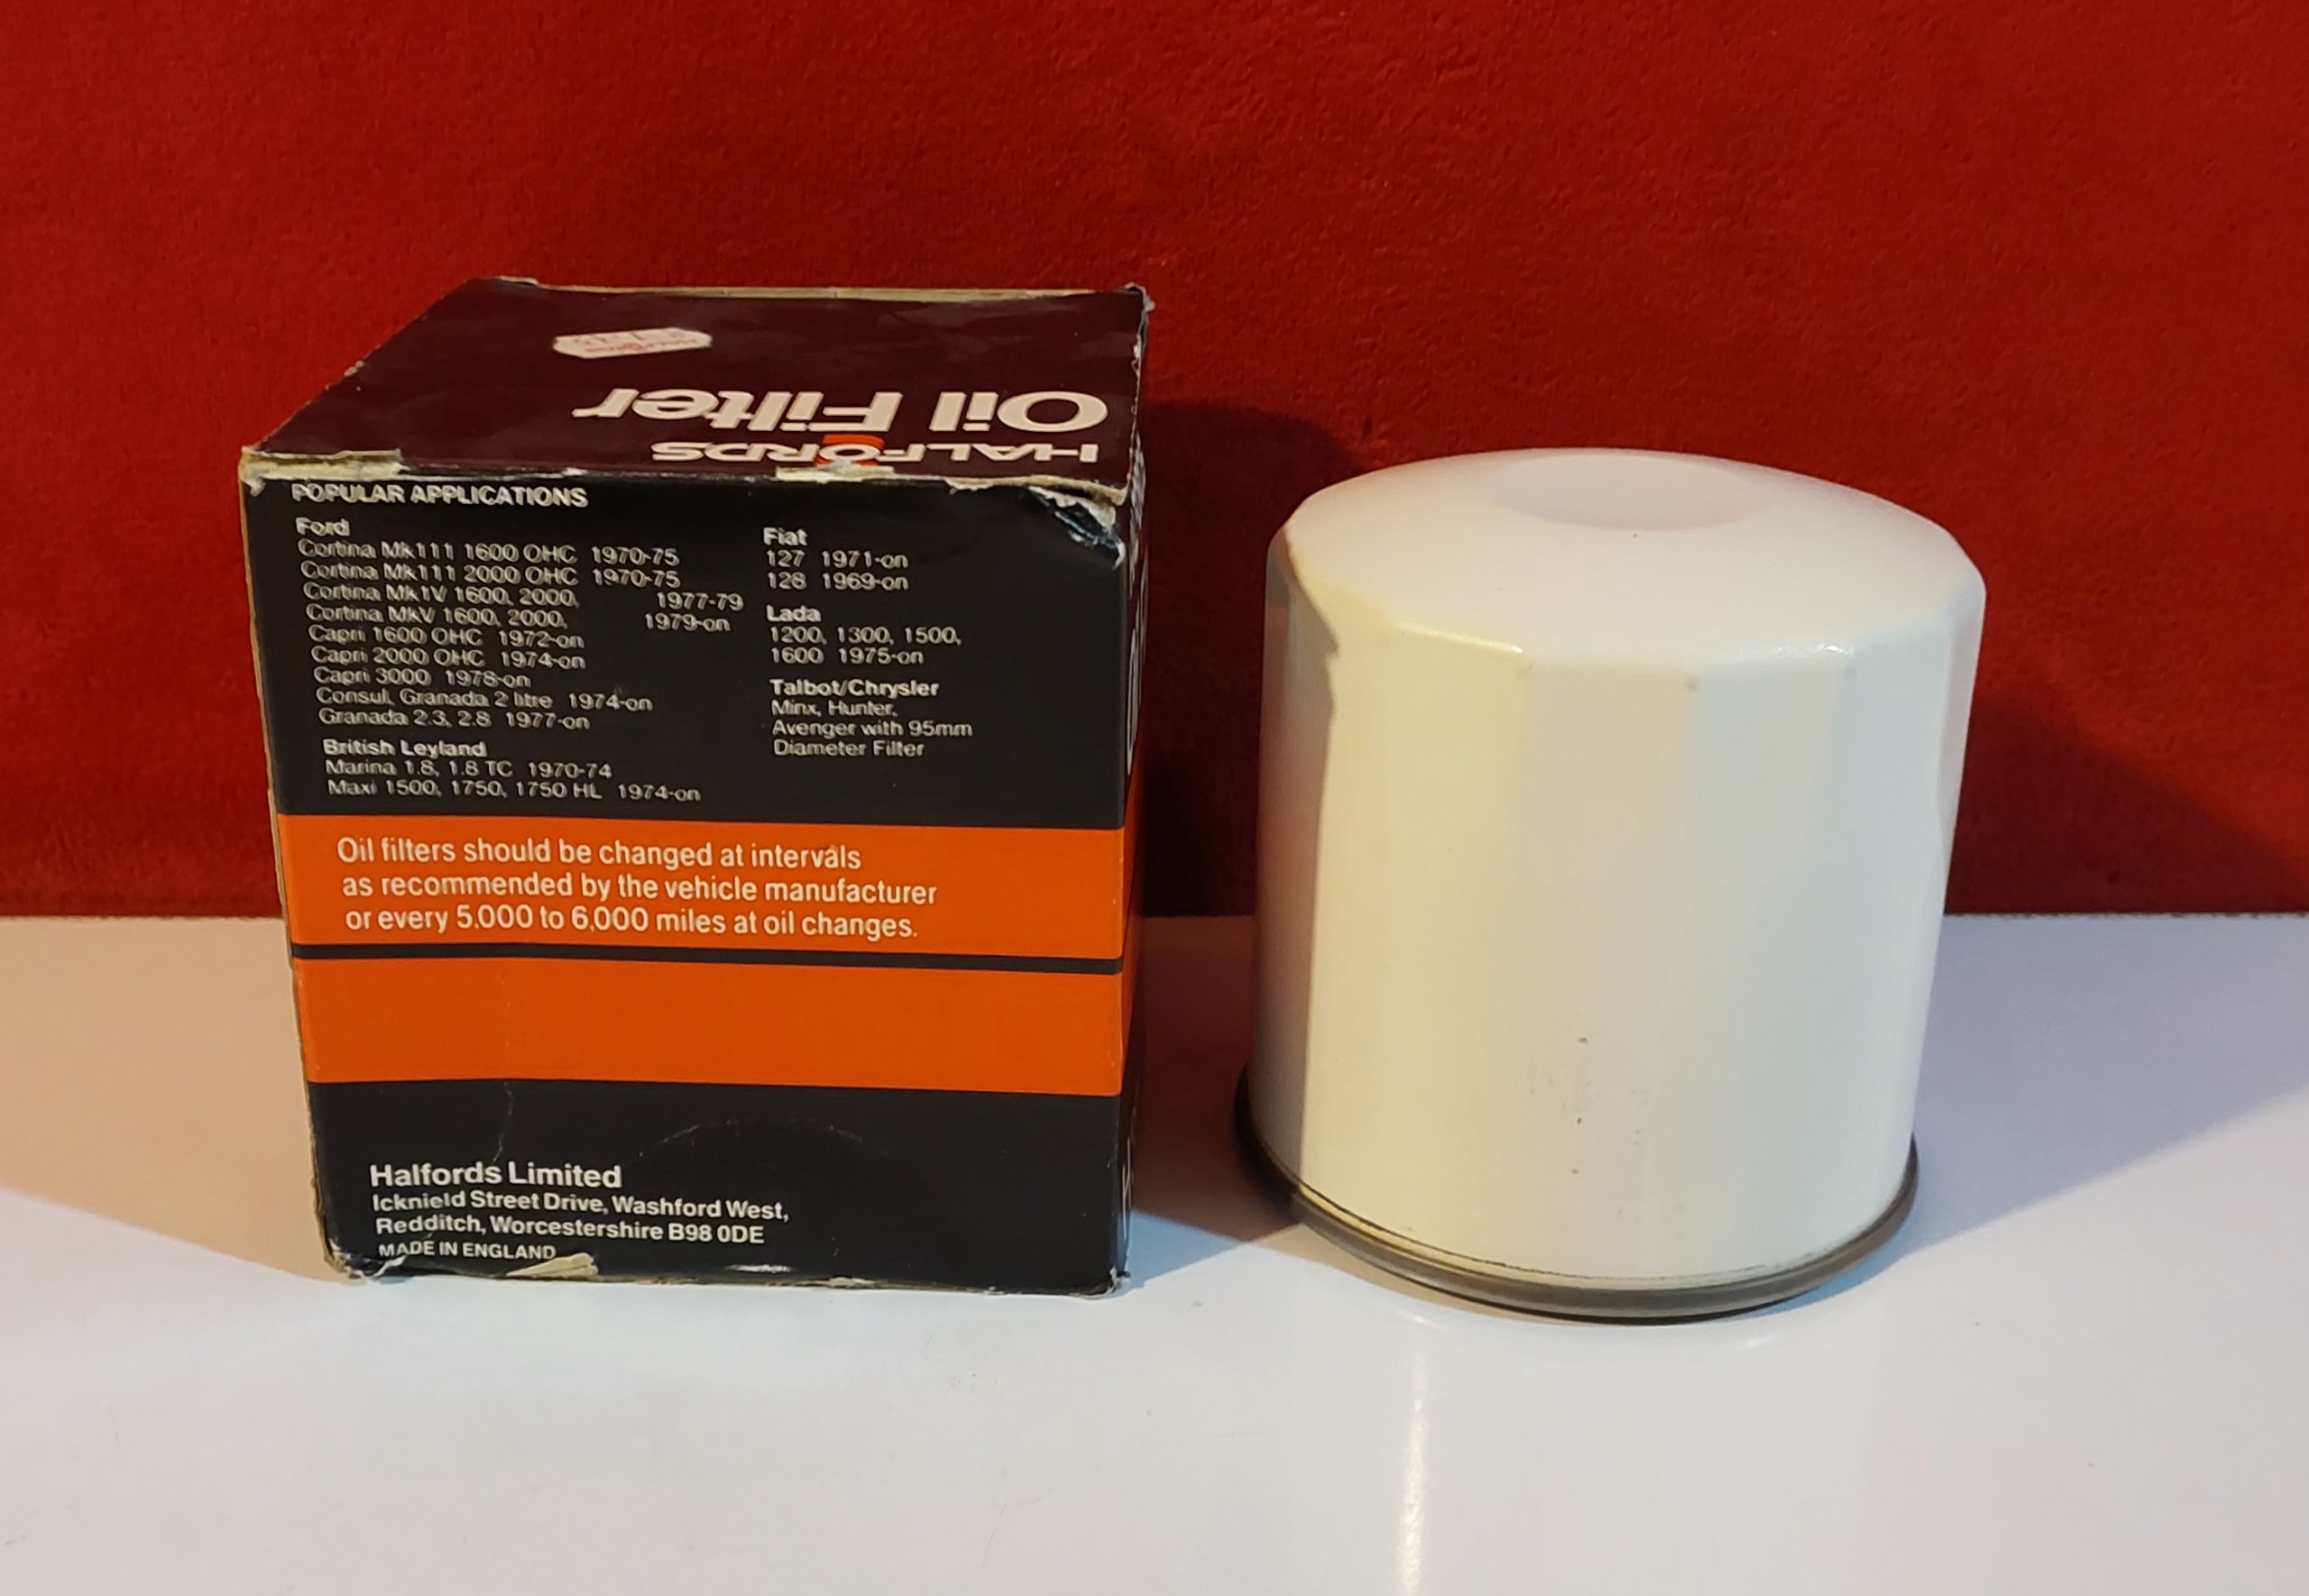 Oil Filter
HALFORDS
POPULAR APPLICATIONS
Ford
Cortina Mk111 1600 OHC 1970-75
Cortina Mk111 2000 OHC 1970-75
Cortina Mk1V 1600, 2000, 1977-79
Cortina MkV 1600, 2000, 1979-on
Capri 1600 OHC 1972-on
Capri 2000 OHC 1974-on
Capri 3000 1978-on
Consul, Granada 2 litre 1974-on
Granada 2.3, 2.8 1977-on
British Leyland
Marina 1.8, 1.8 TC 1970-74
Maxi 1500, 1750, 1750 HL 1974-on
Fiat
127 1971-on
128 1969-on
Lada
1200, 1300, 1500,
1600 1975-on
Talbot/Chrysler
Minx, Hunter,
Avenger with 95mm
Diameter Filter
Oil filters should be changed at intervals
as recommended by the vehicle manufacturer
or every 5,000 to 6,000 miles at oil changes.
Halfords Limited
Icknield Street Drive, Washford West,
Redditch, Worcestershire B98 0DE
MADE IN ENGLAND